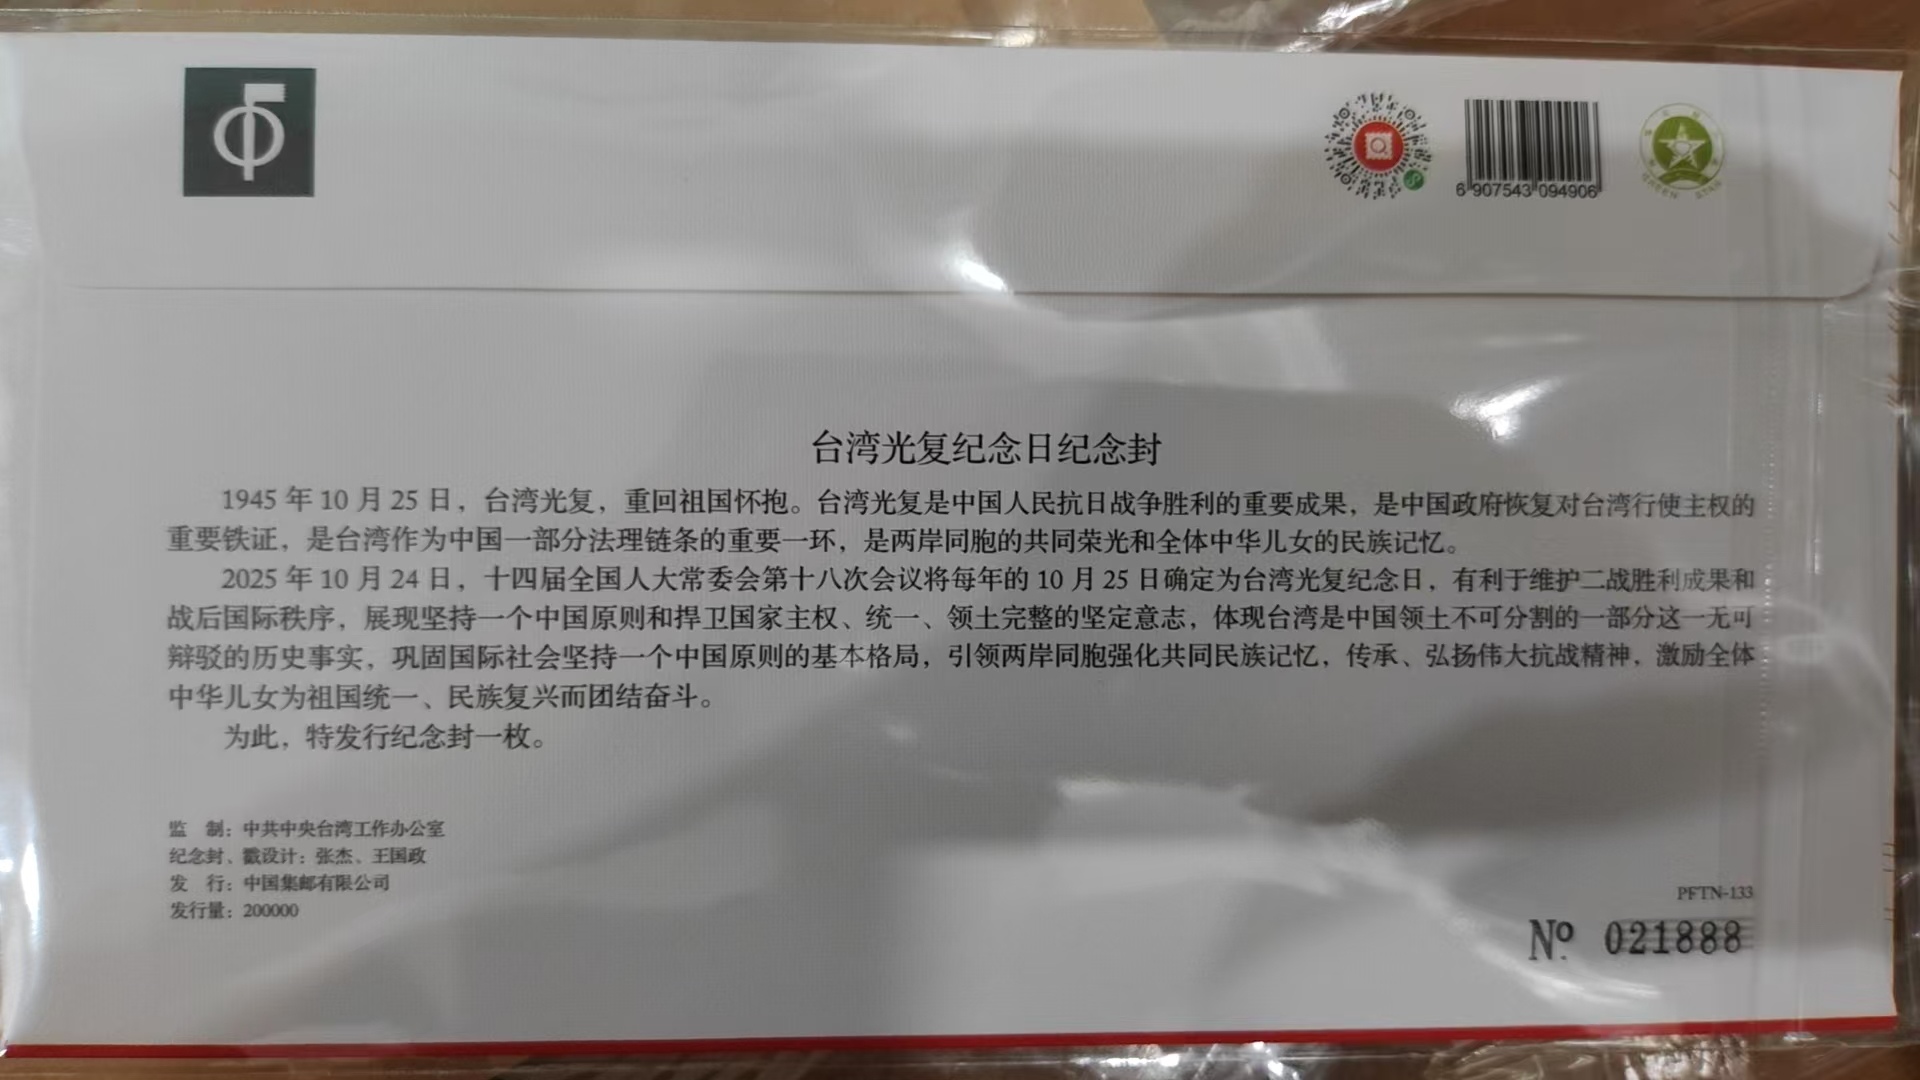 6 907543 094906
GREEN STAR
台湾光复纪念日纪念封
1945 年 10 月 25 日，台湾光复，重回祖国怀抱。台湾光复是中国人民抗日战争胜利的重要成果，是中国政府恢复对台湾行使主权的
重要铁证，是台湾作为中国一部分法理链条的重要一环，是两岸同胞的共同荣光和全体中华儿女的民族记忆。
2025 年 10 月 24 日，十四届全国人大常委会第十八次会议将每年的 10 月 25 日确定为台湾光复纪念日，有利于维护二战胜利成果和
战后国际秩序，展现坚持一个中国原则和捍卫国家主权、统一、领土完整的坚定意志，体现台湾是中国领土不可分割的一部分这一无可
辩驳的历史事实，巩固国际社会坚持一个中国原则的基本格局，引领两岸同胞强化共同民族记忆，传承、弘扬伟大抗战精神，激励全体
中华儿女为祖国统一、民族复兴而团结奋斗。
为此，特发行纪念封一枚。
监　制：中共中央台湾工作办公室
纪念封、戳设计：张杰、王国政
发　行：中国集邮有限公司
发行量：200000
PFTN-133
Nº 021888